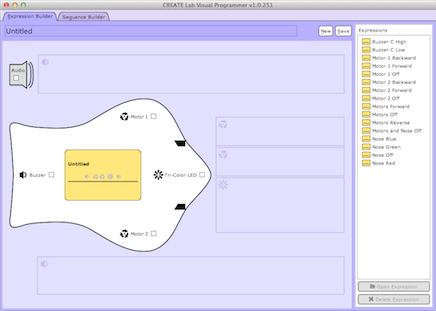 CREATE Lab Visual Programmer v1.0.251
Expression Builder
Sequence Builder
Untitled
New
Save
Expressions
Audio
Motor 1
Untitled
Buzzer
Tri-Color LED
Motor 2
Buzzer C High
Buzzer C Low
Motor 1 Backward
Motor 1 Forward
Motor 1 Off
Motor 2 Backward
Motor 2 Forward
Motor 2 Off
Motors Forward
Motors Off
Motors Reverse
Motors and Nose Off
Nose Blue
Nose Green
Nose Off
Nose Red
Open Expression
Delete Expression